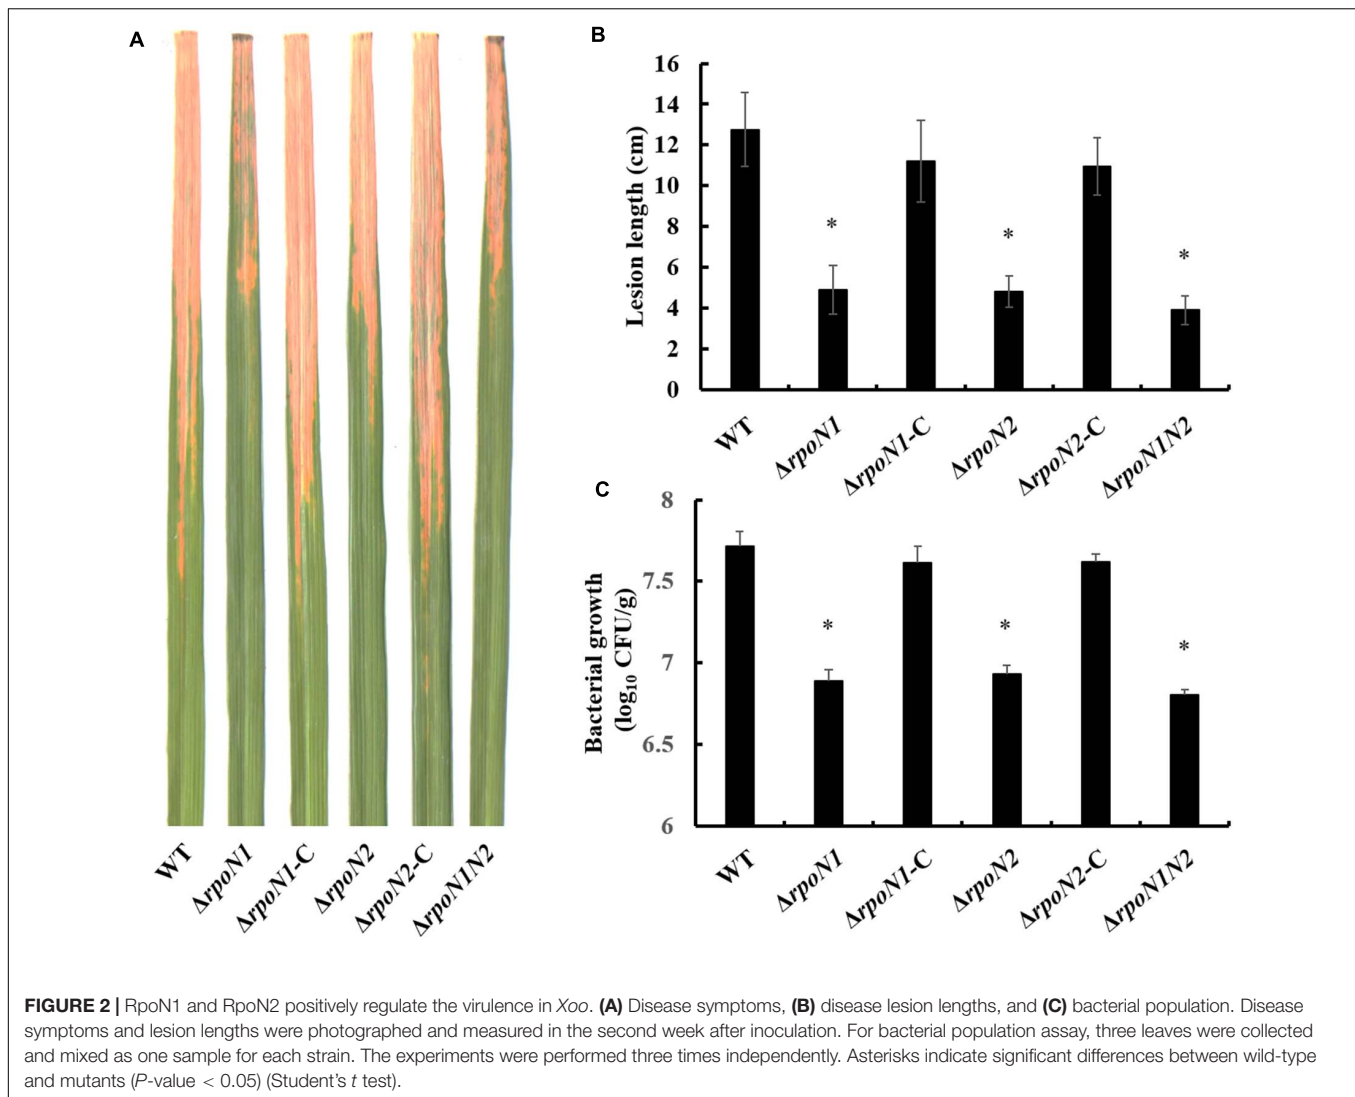 A
WT
ΔrpoN1
ΔrpoN1-C
ΔrpoN2
ΔrpoN2-C
ΔrpoN1N2
B
Lesion length (cm)
16
14
12
10
8
6
4
2
0
*
*
*
WT
ΔrpoN1
ΔrpoN1-C
ΔrpoN2
ΔrpoN2-C
ΔrpoN1N2
C
Bacterial growth
(log10 CFU/g)
8
7.5
7
6.5
6
*
*
*
WT
ΔrpoN1
ΔrpoN1-C
ΔrpoN2
ΔrpoN2-C
ΔrpoN1N2
FIGURE 2 | RpoN1 and RpoN2 positively regulate the virulence in Xoo. (A) Disease symptoms, (B) disease lesion lengths, and (C) bacterial population. Disease
symptoms and lesion lengths were photographed and measured in the second week after inoculation. For bacterial population assay, three leaves were collected
and mixed as one sample for each strain. The experiments were performed three times independently. Asterisks indicate significant differences between wild-type
and mutants (P-value < 0.05) (Student's t test).